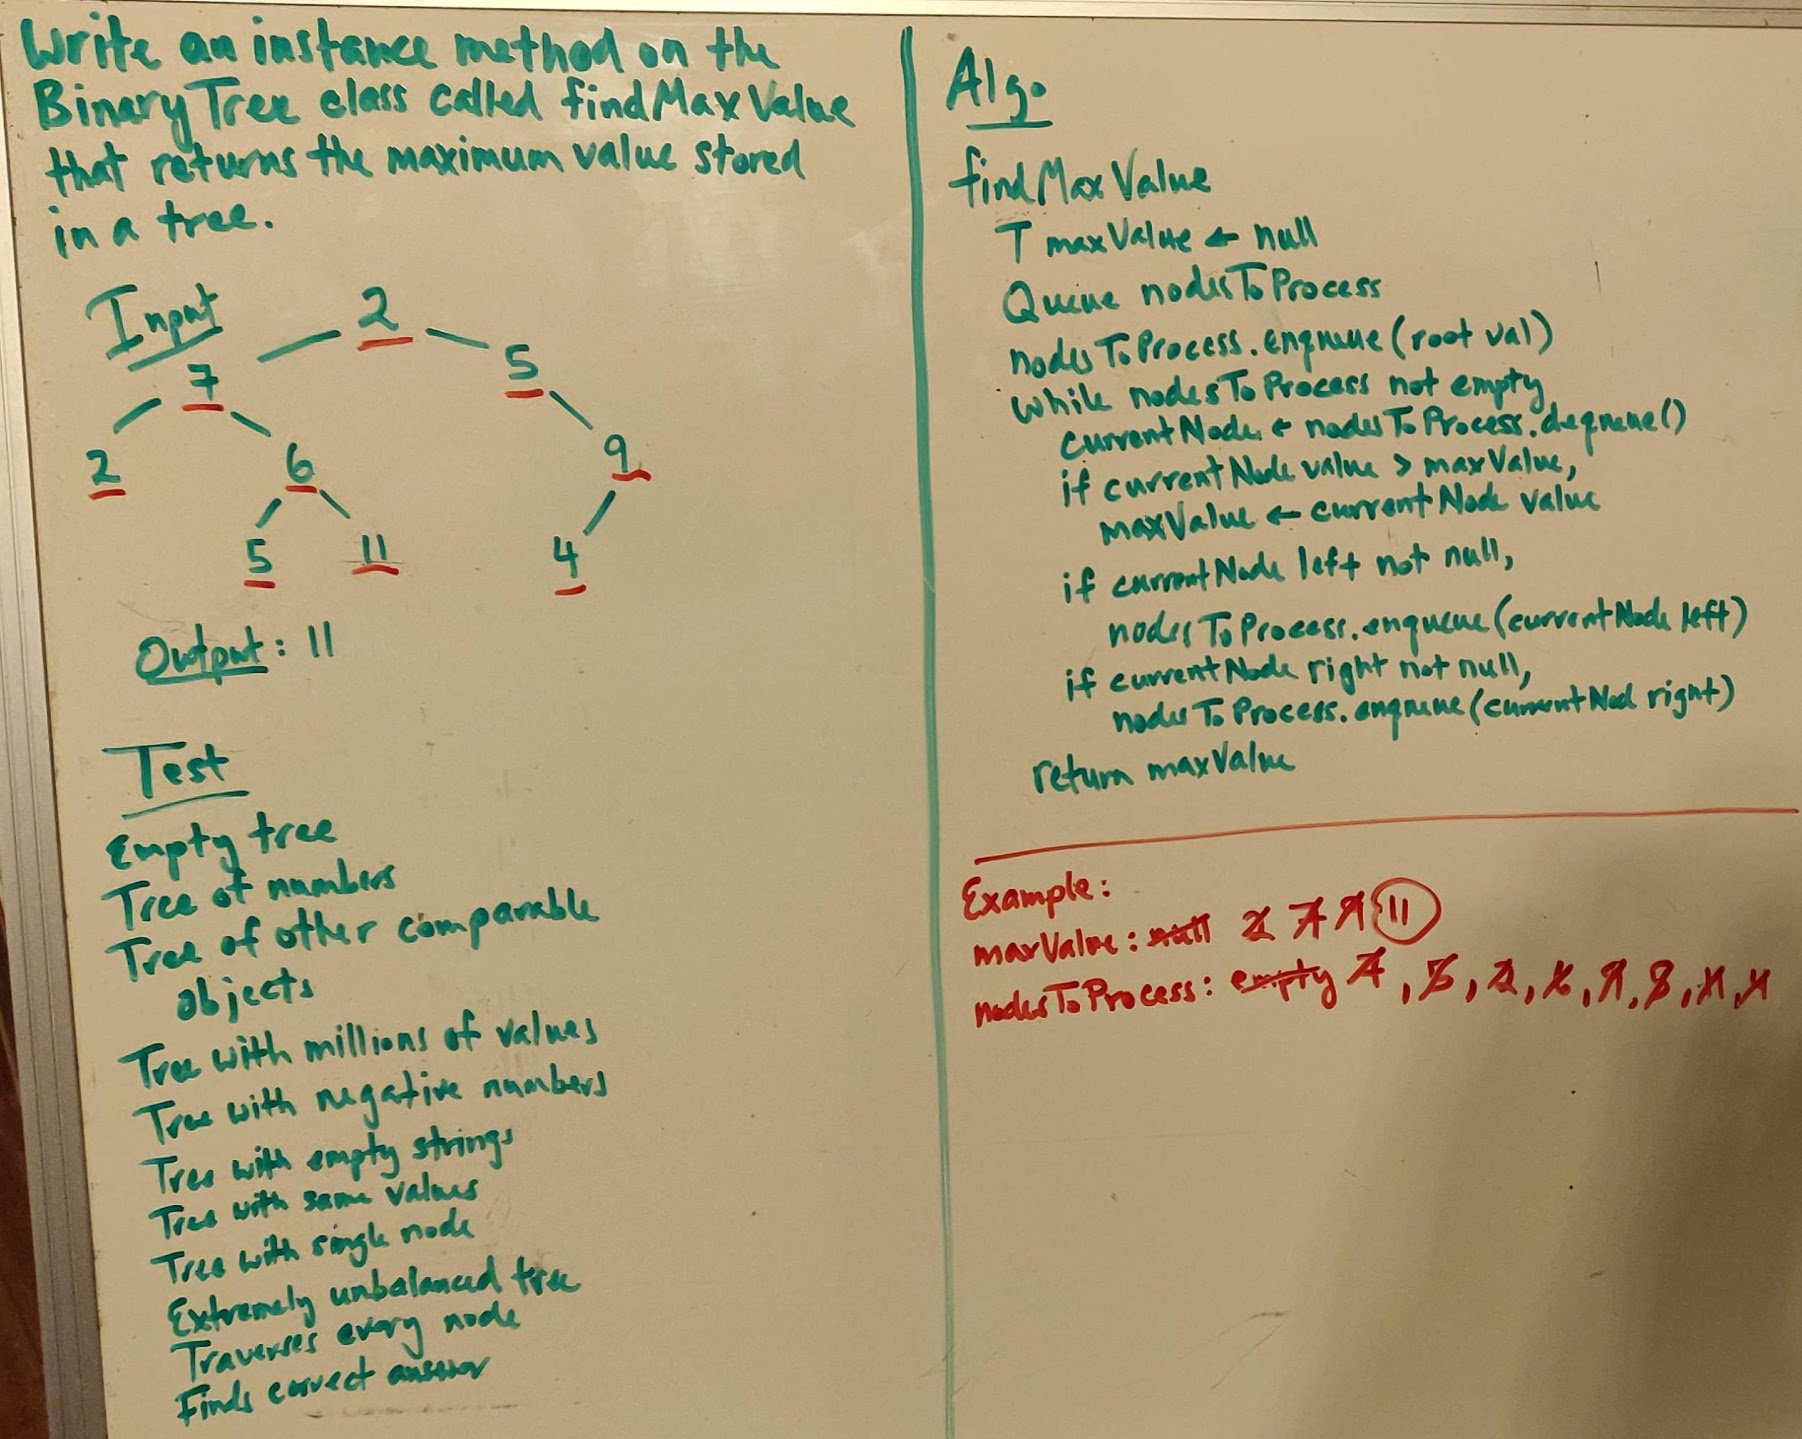 Write an instance method on the
Binary Tree class called findMaxValue
that returns the maximum value stored
in a tree.
Input
2
7
5
2
6
9
5
11
4
Output: 11
Test
Empty tree
Tree of numbers
Tree of other comparable
objects
Tree with millions of values
Tree with negative numbers
Tree with empty strings
Tree with same values
Tree with single node
Extremely unbalanced tree
Traverses every node
Finds correct answer
Algo
findMaxValue
T maxValue ← null
Queue nodesToProcess
nodesToProcess.enqueue(root val)
while nodesToProcess not empty
currentNode ← nodesToProcess.dequeue()
if currentNode value > maxValue,
maxValue ← currentNode value
if currentNode left not null,
nodesToProcess.enqueue(currentNode left)
if currentNode right not null,
nodesToProcess.enqueue(currentNod right)
return maxValue
Example:
maxValue: null 2 7 9 11
nodesToProcess: empty 7, 5, 2, 6, 9,